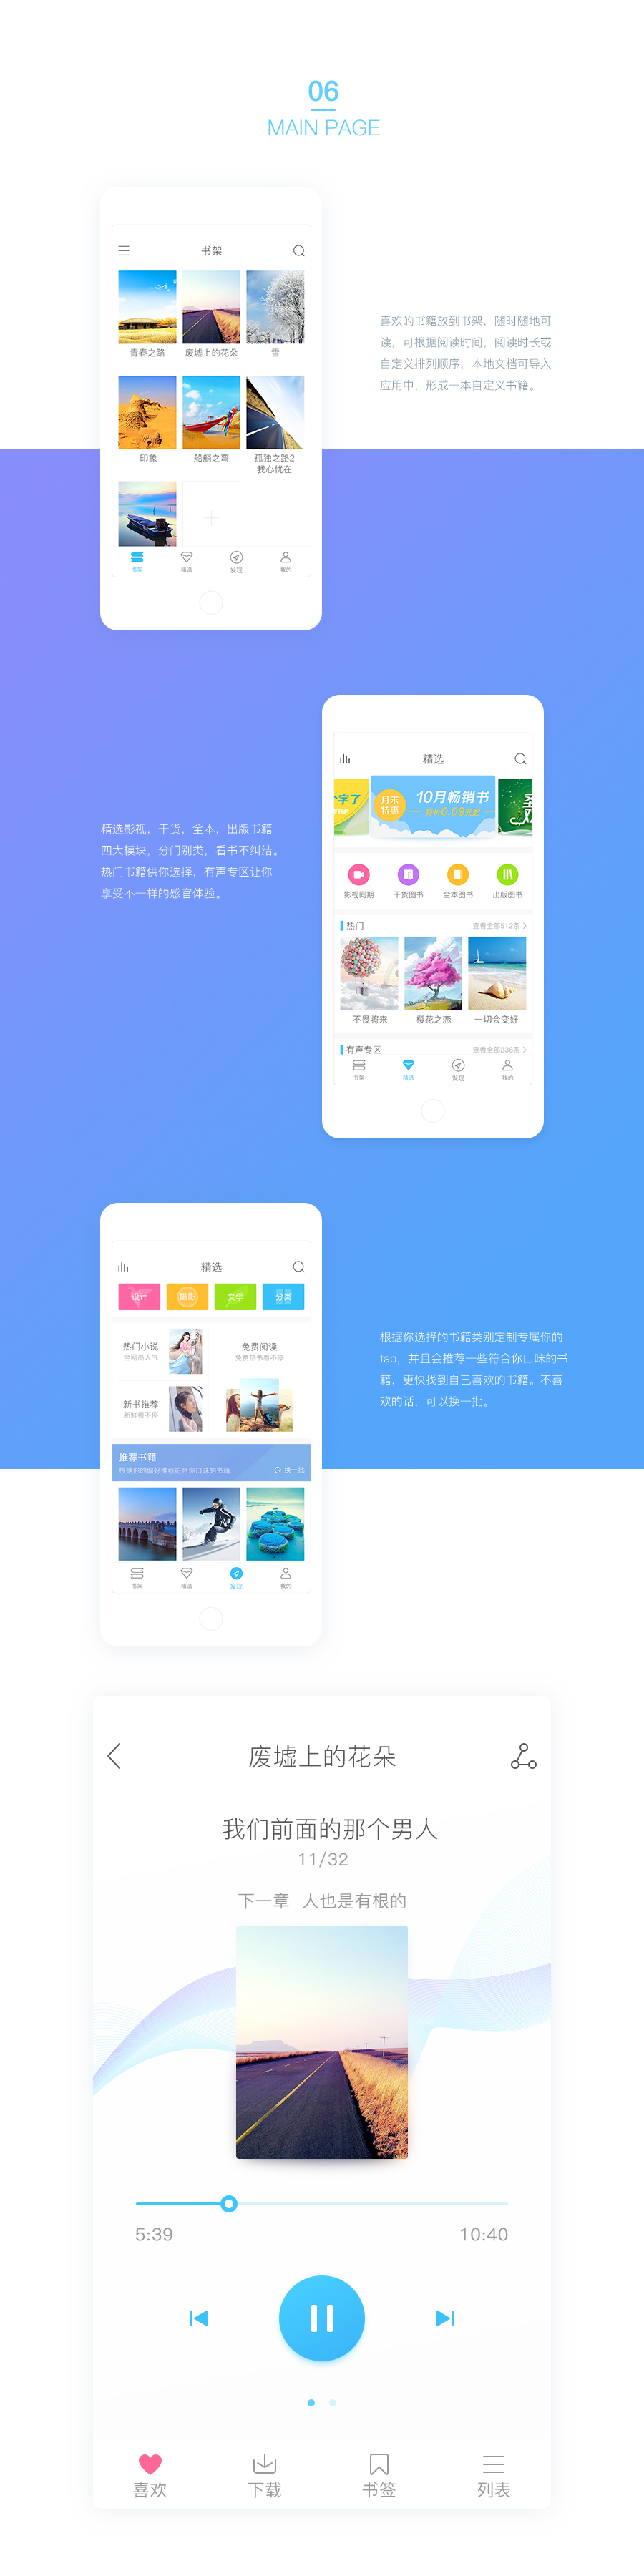 06
MAIN PAGE
书架
青春之路
废墟上的花朵
雪
喜欢的书籍放到书架，随时随地可
读，可根据阅读时间，阅读时长或
自定义排列顺序，本地文档可导入
应用中，形成一本自定义书籍。
印象
船艄之弯
孤独之路2
我心忧在
书架
精选
发现
我的
精选
个字了
月末
特惠
10月畅销书
特价0.09元起
精选影视，干货，全本，出版书籍
四大模块，分门别类，看书不纠结。
热门书籍供你选择，有声专区让你
享受不一样的感官体验。
影视同期
干货图书
全本图书
出版图书
热门
查看全部512条
不畏将来
樱花之恋
一切会变好
有声专区
查看全部236条
书架
精选
发现
我的
精选
设计
摄影
文学
分类
热门小说
全网高人气
免费阅读
免费热书看不停
新书推荐
新鲜看不停
根据你选择的书籍类别定制专属你的
tab，并且会推荐一些符合你口味的书
籍，更快找到自己喜欢的书籍。不喜
欢的话，可以换一批。
推荐书籍
根据你的偏好推荐符合你口味的书籍
换一批
书架
精选
发现
我的
废墟上的花朵
我们前面的那个男人
11/32
下一章 人也是有根的
5:39
10:40
喜欢
下载
书签
列表